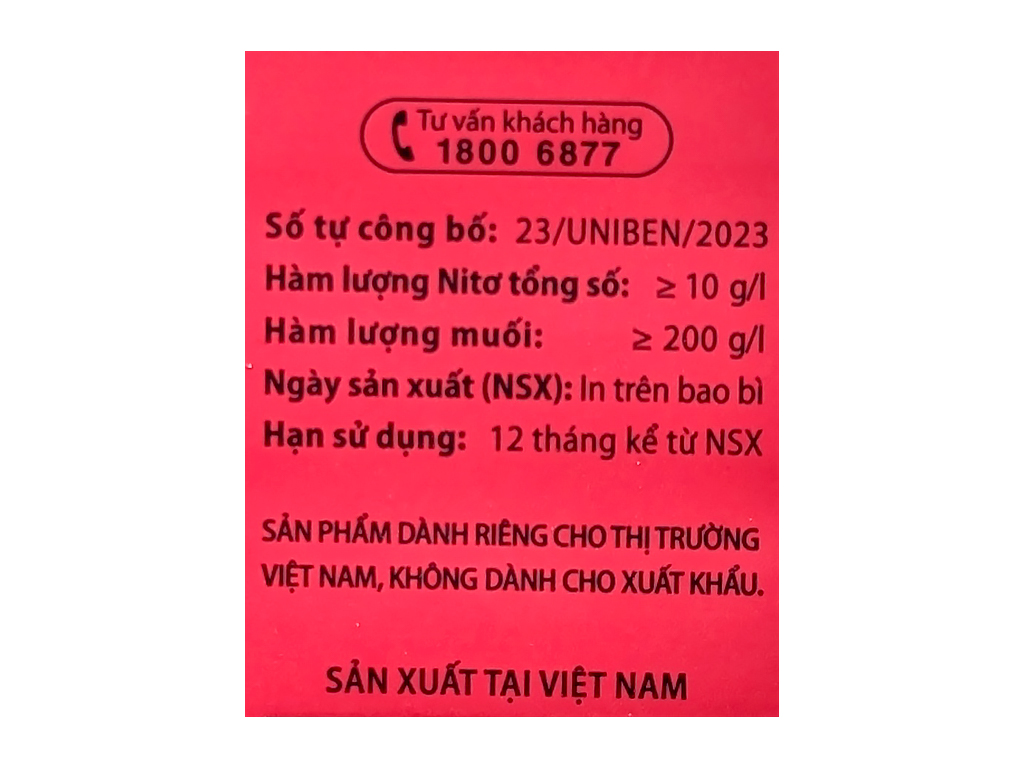 Tư vấn khách hàng
1800 6877
Số tự công bố: 23/UNIBEN/2023
Hàm lượng Nitơ tổng số: ≥ 10 g/l
Hàm lượng muối: ≥ 200 g/l
Ngày sản xuất (NSX): In trên bao bì
Hạn sử dụng: 12 tháng kể từ NSX
SẢN PHẨM DÀNH RIÊNG CHO THỊ TRƯỜNG
VIỆT NAM, KHÔNG DÀNH CHO XUẤT KHẨU.
SẢN XUẤT TẠI VIỆT NAM